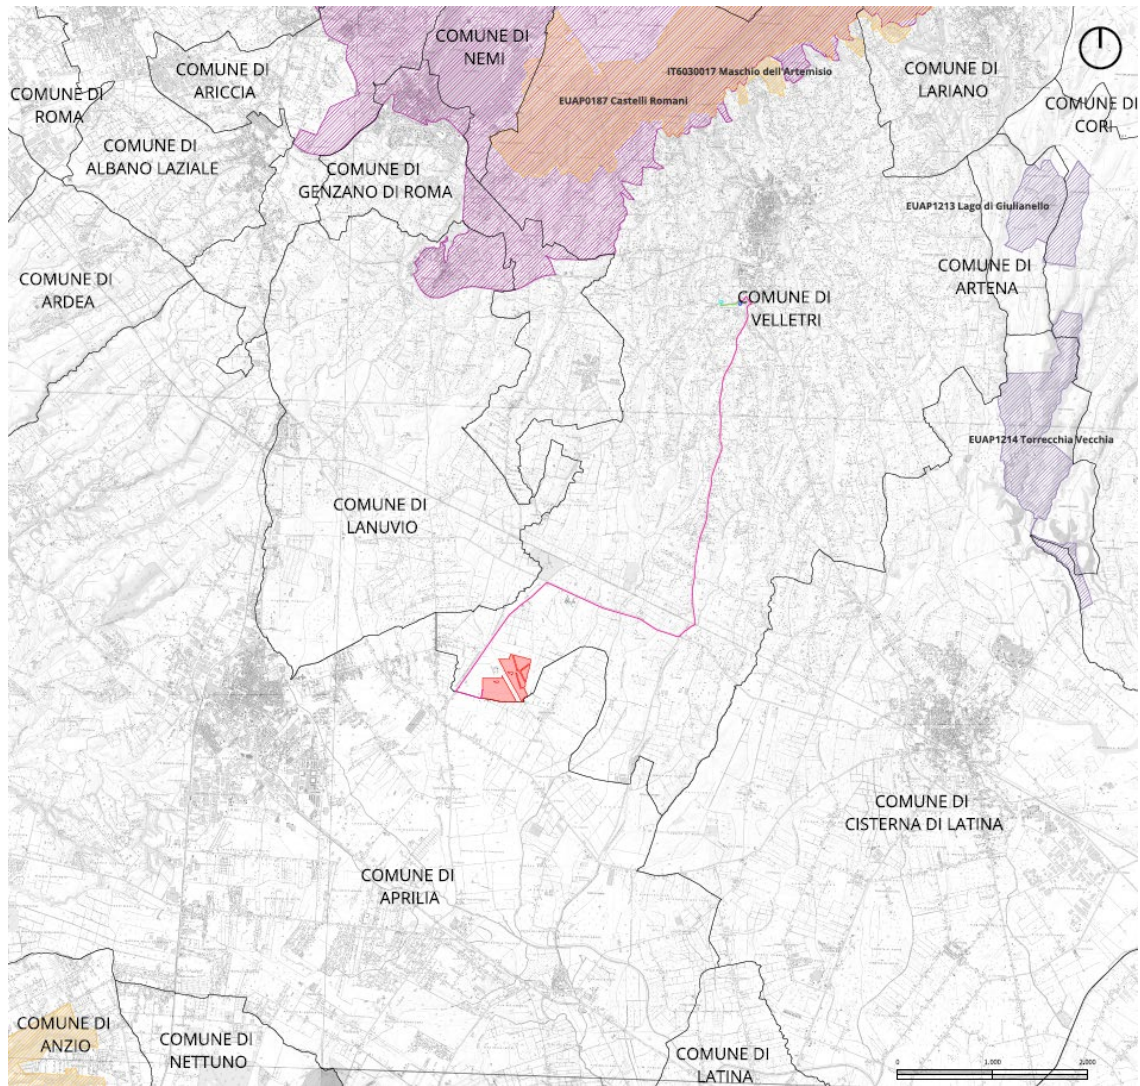 COMUNE DI
NEMI
COMUNE DI
ARICCIA
IT6030017 Maschio dell'Artemisio
COMUNE DI
LARIANO
COMUNE DI
ROMA
EUAP0187 Castelli Romani
COMUNE DI
CORI
COMUNE DI
ALBANO LAZIALE
COMUNE DI
GENZANO DI ROMA
EUAP1213 Lago di Giulianello
COMUNE DI
ARDEA
COMUNE DI
ARTENA
COMUNE DI
VELLETRI
EUAP1214 Torrecchia Vecchia
COMUNE DI
LANUVIO
COMUNE DI
CISTERNA DI LATINA
COMUNE DI
APRILIA
COMUNE DI
ANZIO
COMUNE DI
NETTUNO
COMUNE DI
LATINA
0 1.000 2.000